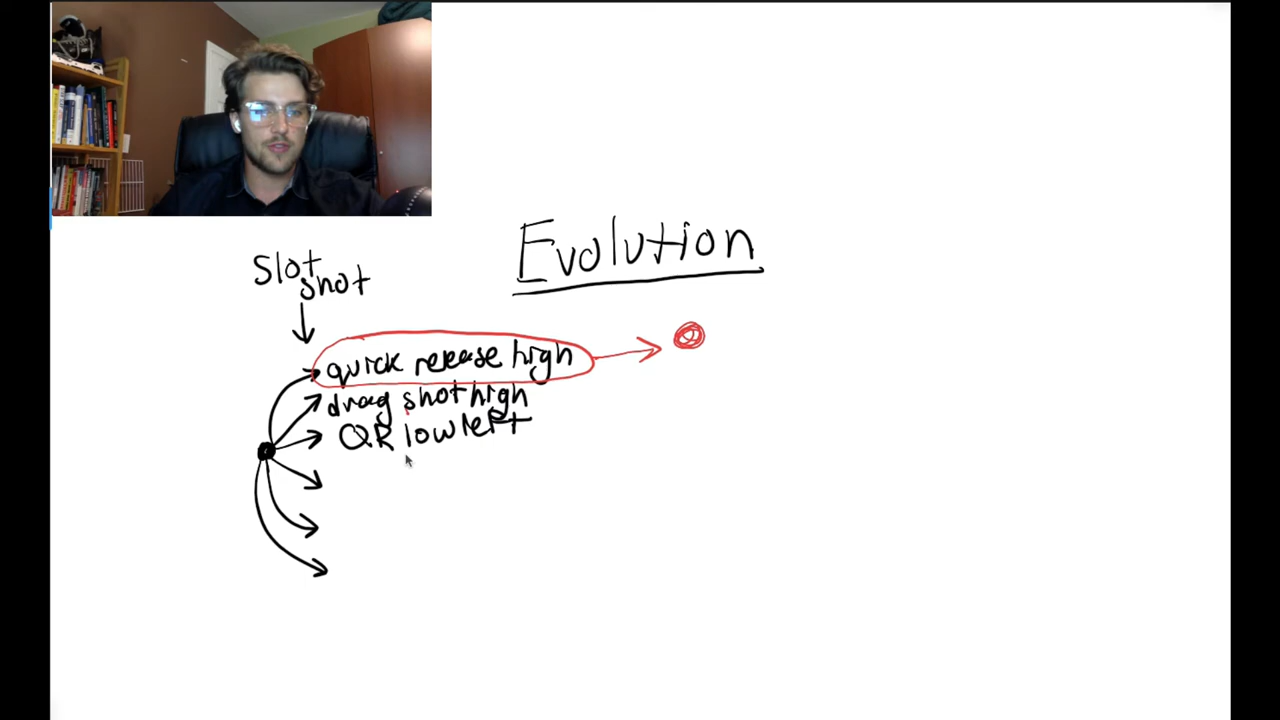 Evolution
Slot
shot
quick release high
drag shot high
QR low left